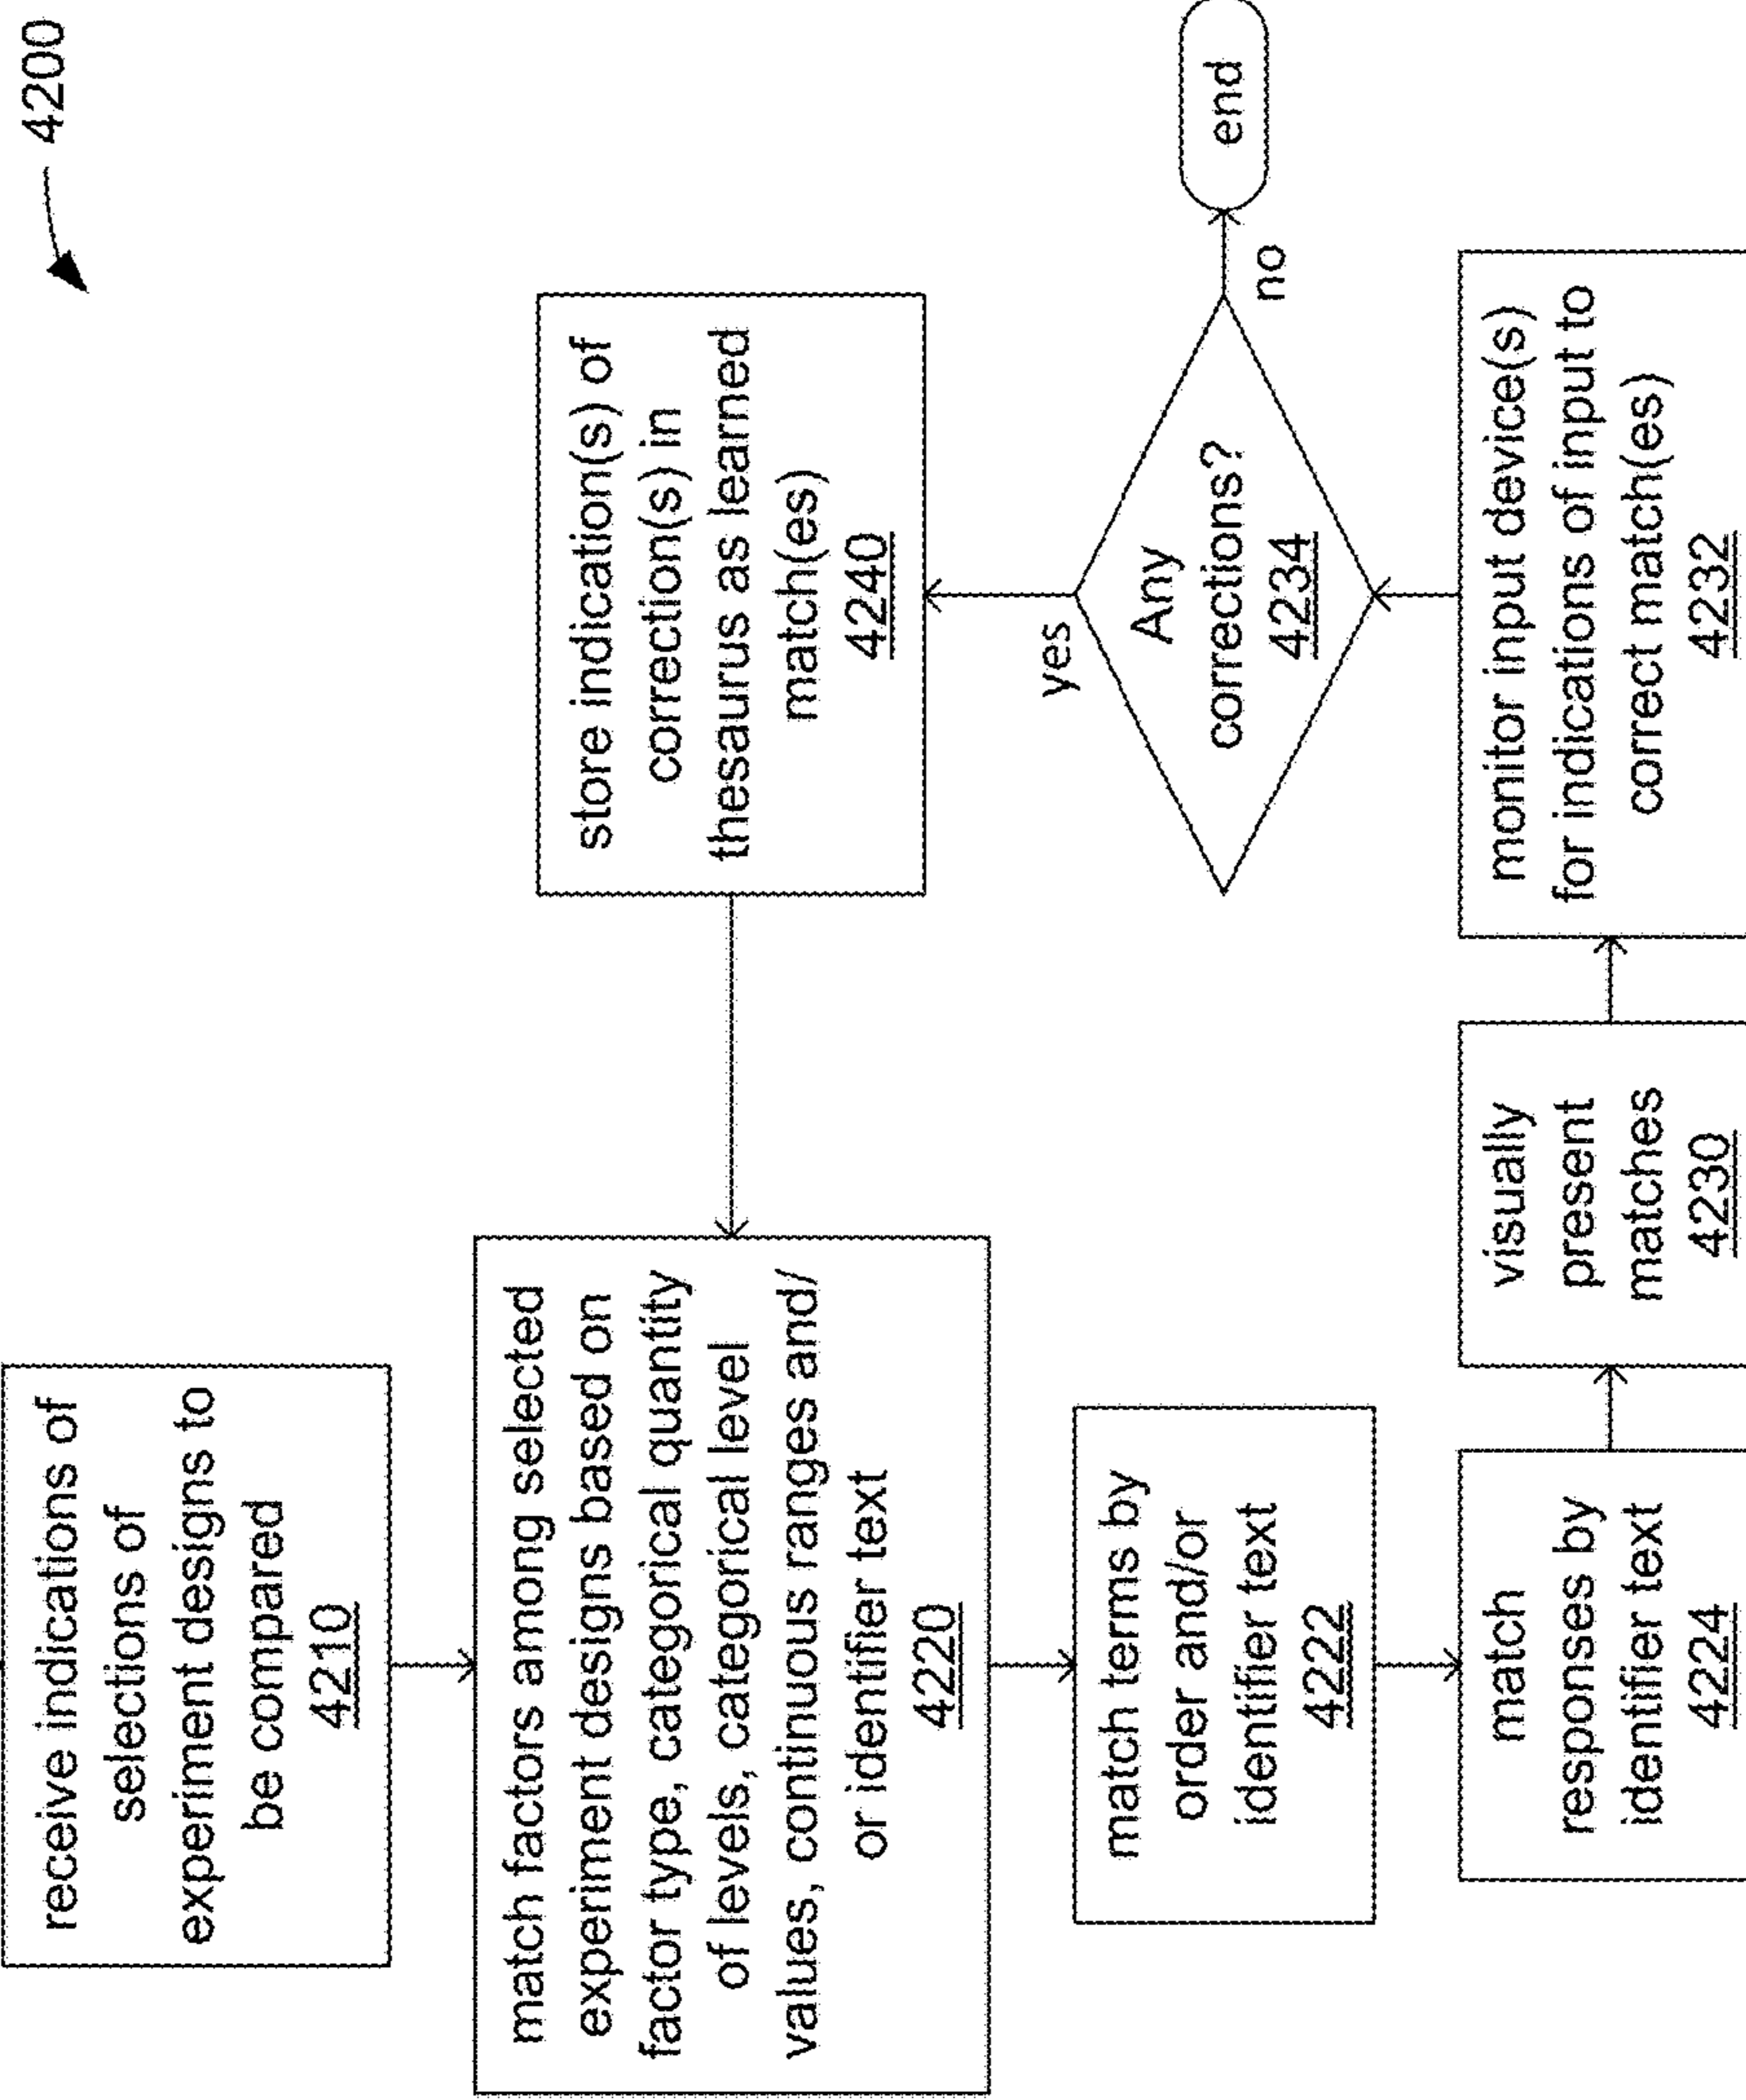 4200
receive indications of
selections of
experiment designs to
be compared
4210
match factors among selected
experiment designs based on
factor type, categorical quantity
of levels, categorical level
values, continuous ranges and/
or identifier text
4220
match terms by
order and/or
identifier text
4222
match
responses by
identifier text
4224
visually
present
matches
4230
monitor input device(s)
for indications of input to
correct match(es)
4232
Any
corrections?
4234
yes
no
end
store indication(s) of
correction(s) in
thesaurus as learned
match(es)
4240